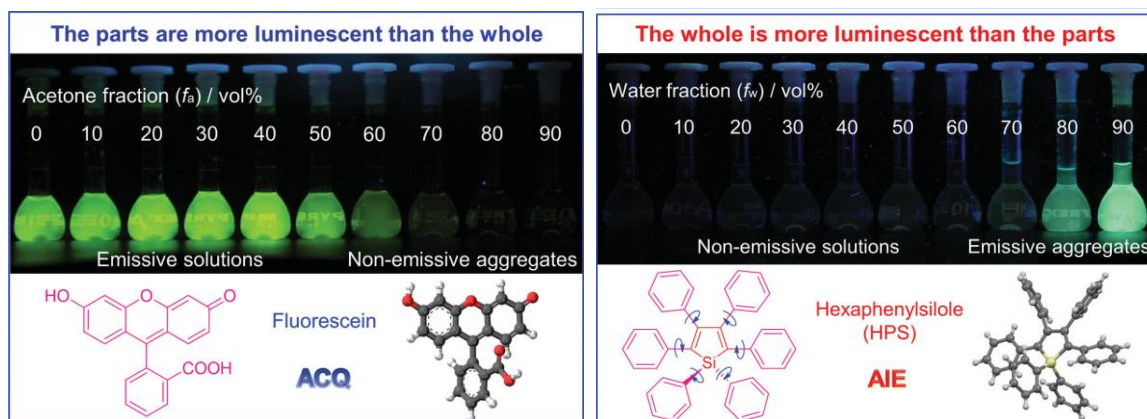 The parts are more luminescent than the whole
Acetone fraction (fa) / vol%
0 10 20 30 40 50 60 70 80 90
Emissive solutions Non-emissive aggregates
HO O O
COOH
Fluorescein
ACQ
The whole is more luminescent than the parts
Water fraction (fw) / vol%
0 10 20 30 40 50 60 70 80 90
Non-emissive solutions Emissive aggregates
Si
Hexaphenylsilole
(HPS)
AIE